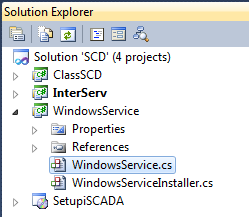 Solution Explorer
Solution 'SCD' (4 projects)
ClassSCD
InterServ
WindowsService
Properties
References
WindowsService.cs
WindowsServiceInstaller.cs
SetupiSCADA